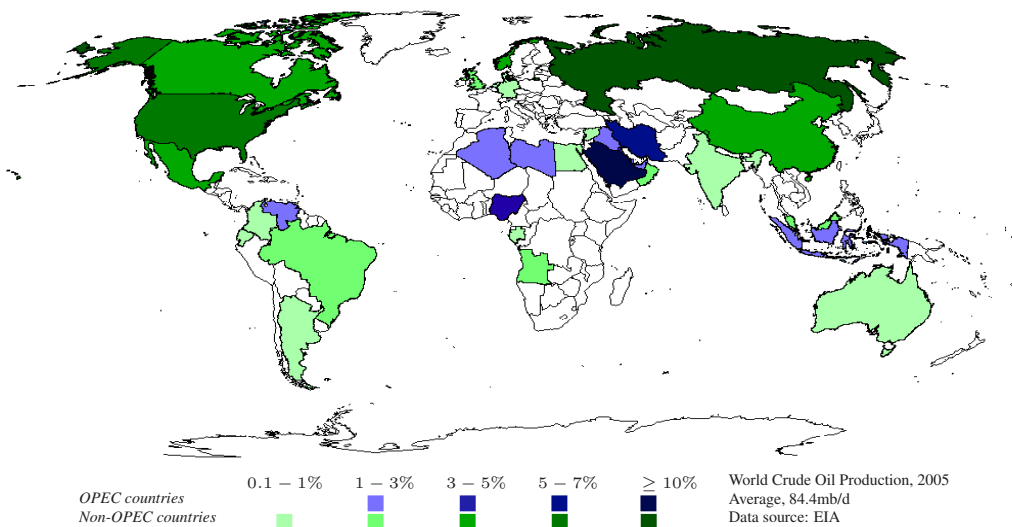 0.1 – 1% 1 – 3% 3 – 5% 5 – 7% ≥ 10%
OPEC countries
Non-OPEC countries
World Crude Oil Production, 2005
Average, 84.4mb/d
Data source: EIA